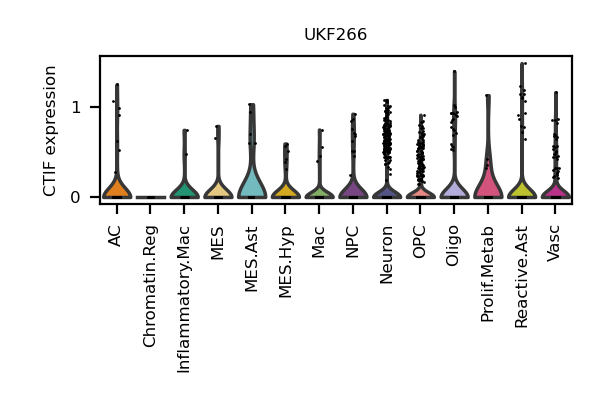 UKF266
CTIF expression
1
0
AC
Chromatin.Reg
Inflammatory.Mac
MES
MES.Ast
MES.Hyp
Mac
NPC
Neuron
OPC
Oligo
Prolif.Metab
Reactive.Ast
Vasc